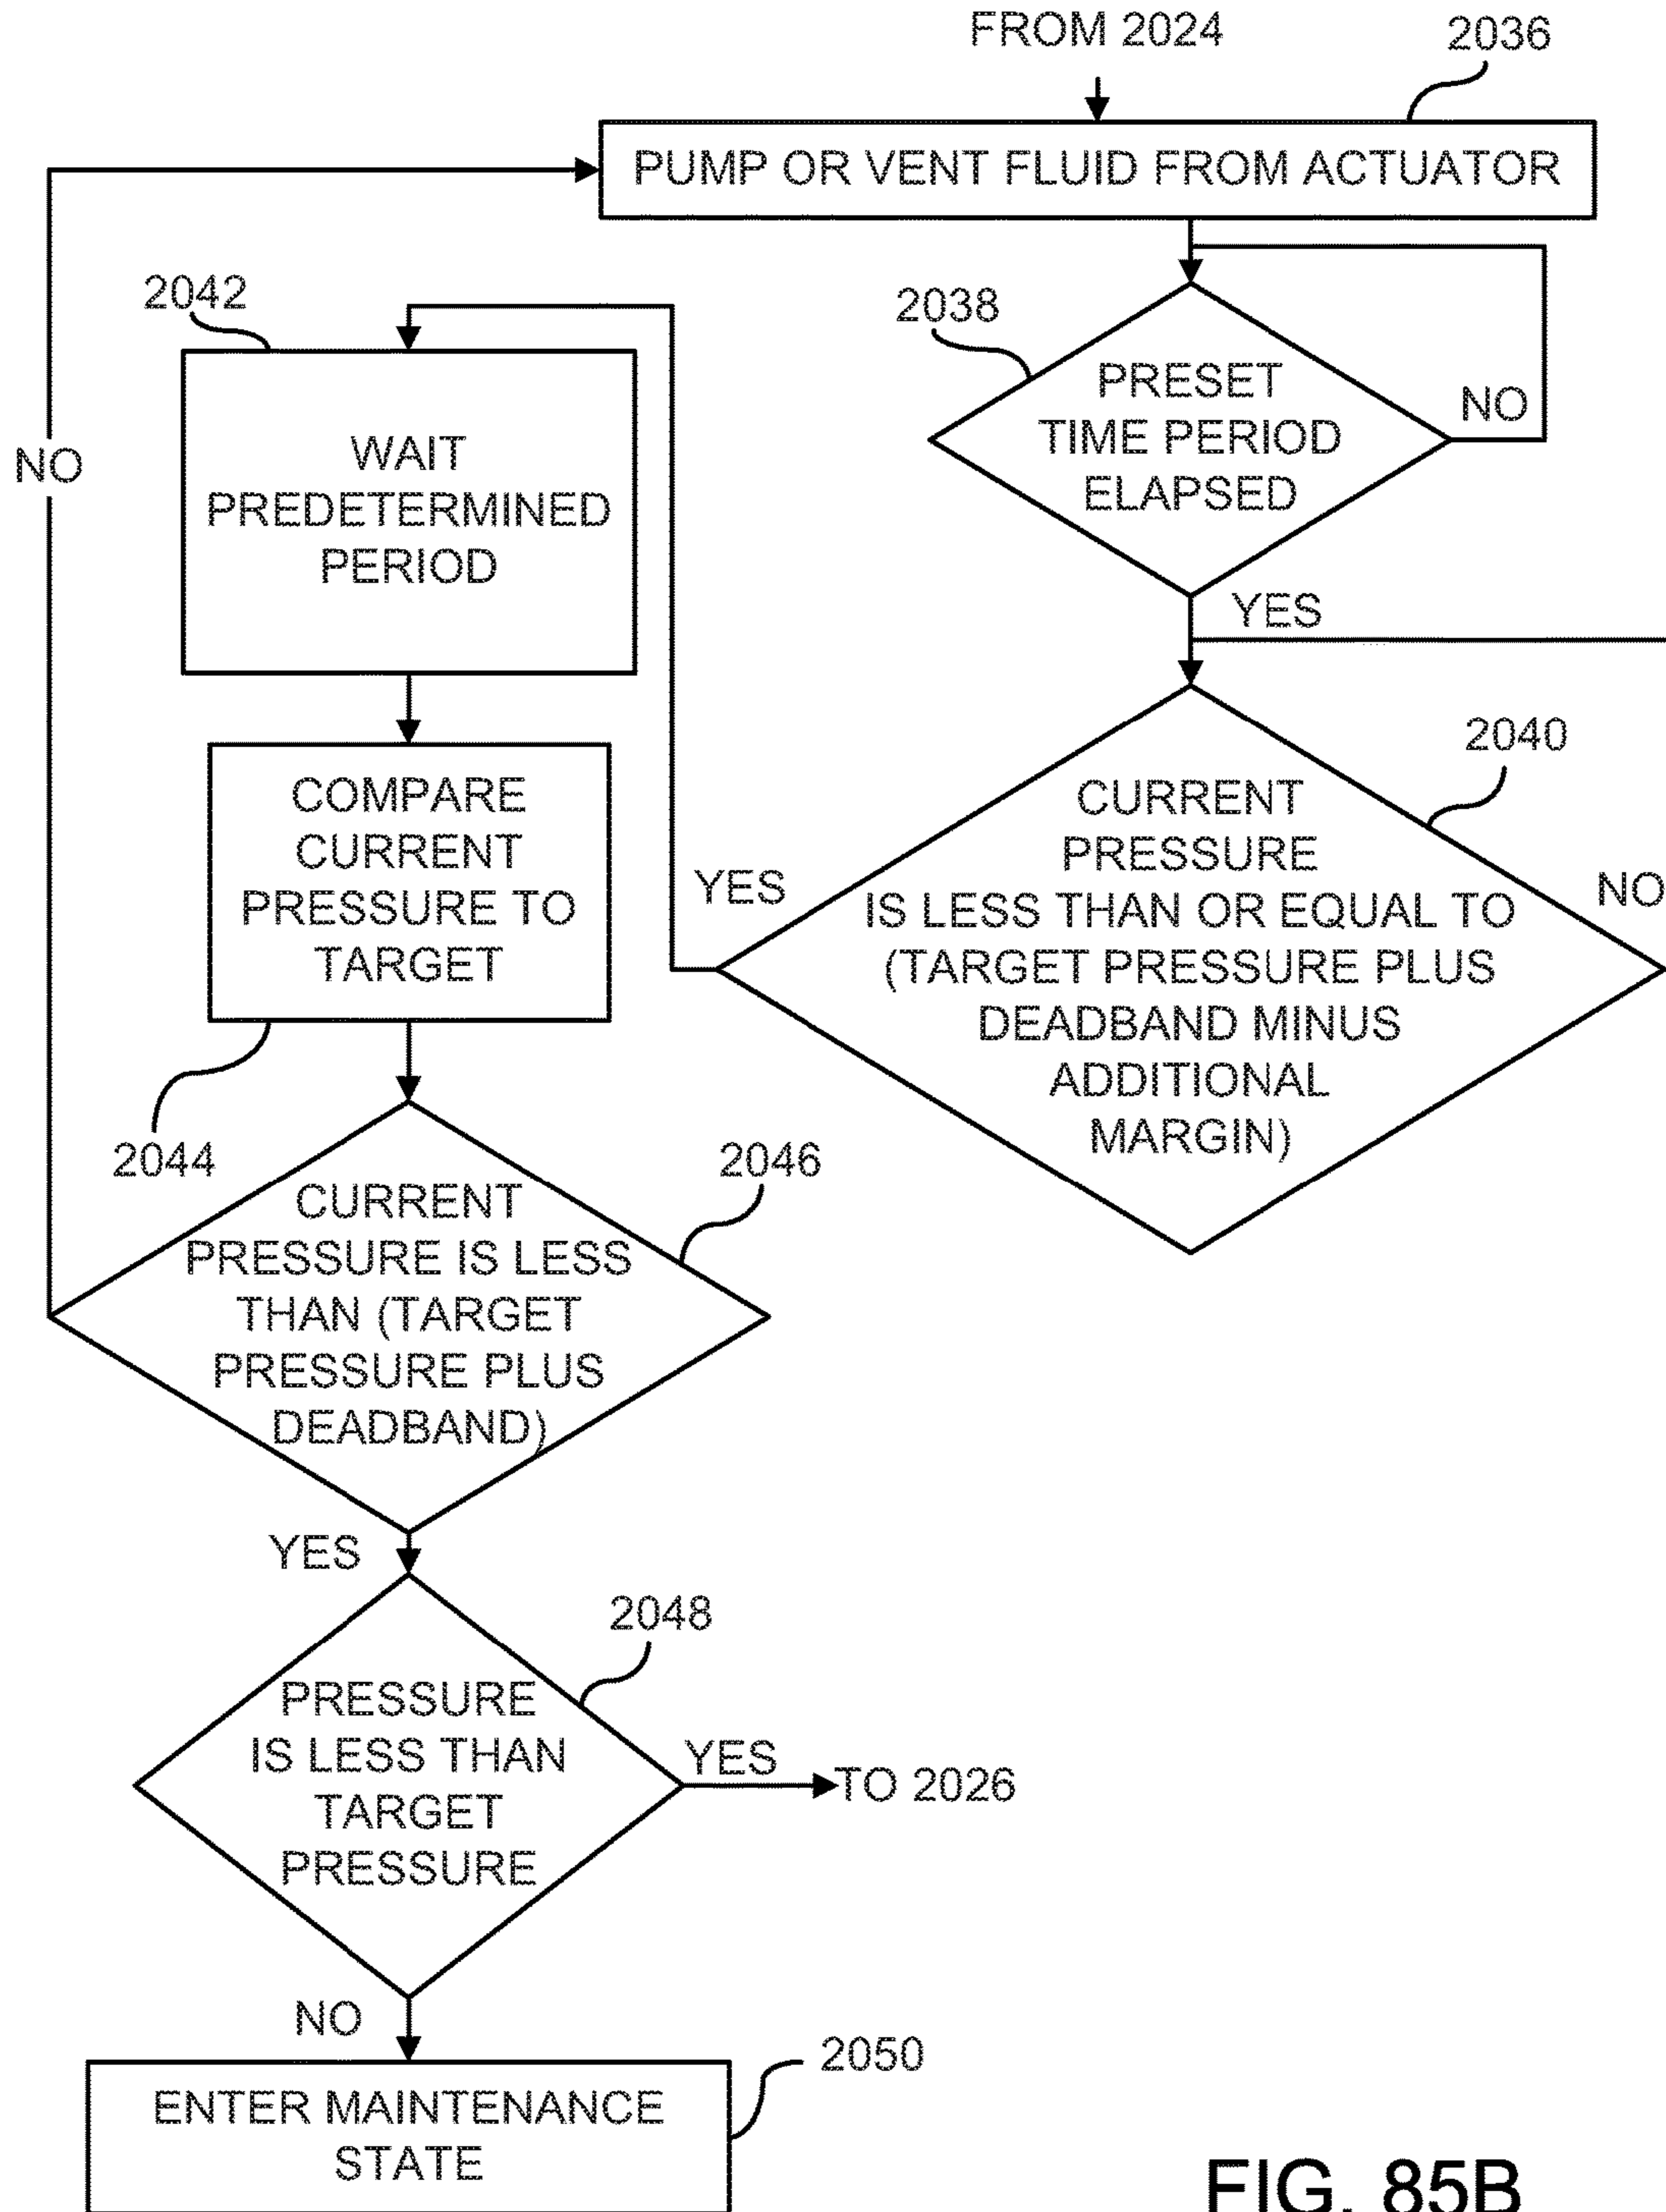 FROM 2024
2036
PUMP OR VENT FLUID FROM ACTUATOR
2038
PRESET
TIME PERIOD
ELAPSED
NO
YES
2040
CURRENT
PRESSURE
IS LESS THAN OR EQUAL TO
(TARGET PRESSURE PLUS
DEADBAND MINUS
ADDITIONAL
MARGIN)
NO
YES
2042
WAIT
PREDETERMINED
PERIOD
COMPARE
CURRENT
PRESSURE TO
TARGET
2044
2046
CURRENT
PRESSURE IS LESS
THAN (TARGET
PRESSURE PLUS
DEADBAND)
NO
YES
2048
PRESSURE
IS LESS THAN
TARGET
PRESSURE
YES
TO 2026
NO
2050
ENTER MAINTENANCE
STATE
FIG. 85B